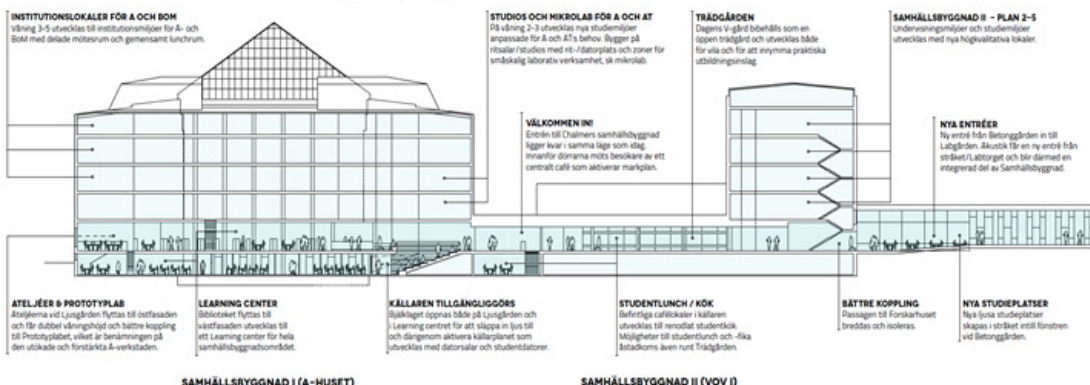 INSTITUTIONSLOKALER FÖR A OCH BOM
Våning 3-5 utvecklas till institutionsmiljöer för A- och
BoM med delade mötesrum och gemensamt lunchrum.
STUDIOS OCH MIKROLAB FÖR A OCH AT
På våning 2-3 utvecklas nya studiemiljöer
anpassade för A och ATs behov. Bygger på
ritsalar/studios med rit-/datorplats och zoner för
småskalig laborativ verksamhet, sk mikrolab.
TRÄDGÅRDEN
Dagens V-gård bibehålls som en
öppen trädgård och utvecklas både
för vila och för att inrymma praktiska
utbildningsinslag.
SAMHÄLLSBYGGNAD II - PLAN 2-5
Undervisningsmiljöer och studiemiljöer
utvecklas med nya högkvalitativa lokaler.
VÄLKOMMEN IN!
Entrén till Chalmers samhällsbyggnad
ligger kvar i samma läge som idag.
Innanför dörrarna möts besökare av ett
centralt café som aktiverar markplan.
NYA ENTRÉER
Ny entré från Betonggården in till
Labgården. Akustik får en ny entré från
stråket/Labtorget och blir därmed en
integrerad del av Samhällsbyggnad.
ATELJÉER & PROTOTYPLAB
Ateljéerna vid Ljusgården flyttas till östfasaden
och får dubbel våningshöjd och bättre koppling
till Prototyplabet, vilket är benämningen på
den utökade och förstärkta A-verkstaden.
LEARNING CENTER
Biblioteket flyttas till
västfasaden utvecklas till
ett Learning center för hela
samhällsbyggnadsområdet.
KÄLLAREN TILLGÄNGLIGGÖRS
Bjälklaget öppnas både på Ljusgården och
i Learning centret för att släppa in ljus till
och därigenom aktivera källarplanet som
utvecklas med datorsalar och studentdatorer.
STUDENTLUNCH / KÖK
Befintliga cafélokaler i källaren
utvecklas till renodlat studentkök.
Möjligheter till studentlunch och -fika
åstadkoms även runt Trädgården.
BÄTTRE KOPPLING
Passagen till Forskarhuset
breddas och isoleras.
NYA STUDIEPLATSER
Nya ljusa studieplatser
skapas i stråket intill fönstren
vid Betonggården.
SAMHÄLLSBYGGNAD I (A-HUSET)
SAMHÄLLSBYGGNAD II (VOV I)